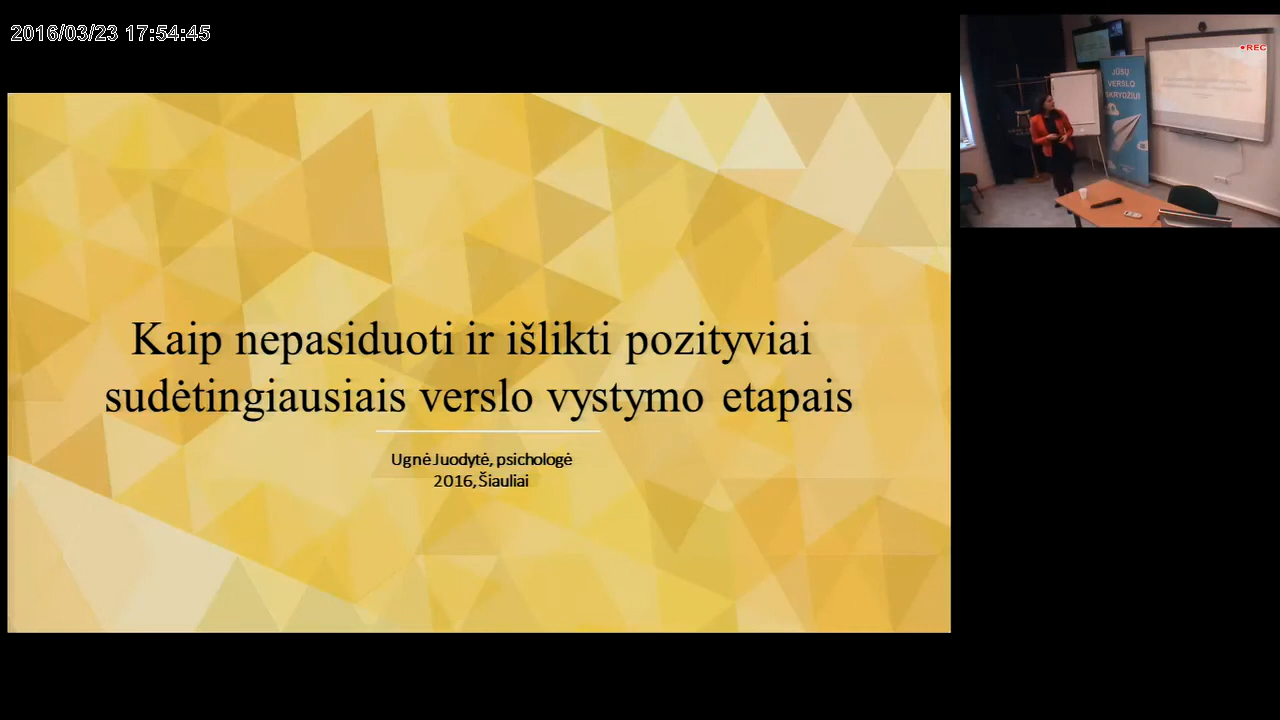 2016/03/23 17:54:45
REC
JŪSŲ
VERSLO
SKRYDŽIUI
Kaip nepasiduoti ir išlikti pozityviai
sudėtingiausiais verslo vystymo etapais
Ugnė Juodytė, psichologė
2016, Šiauliai